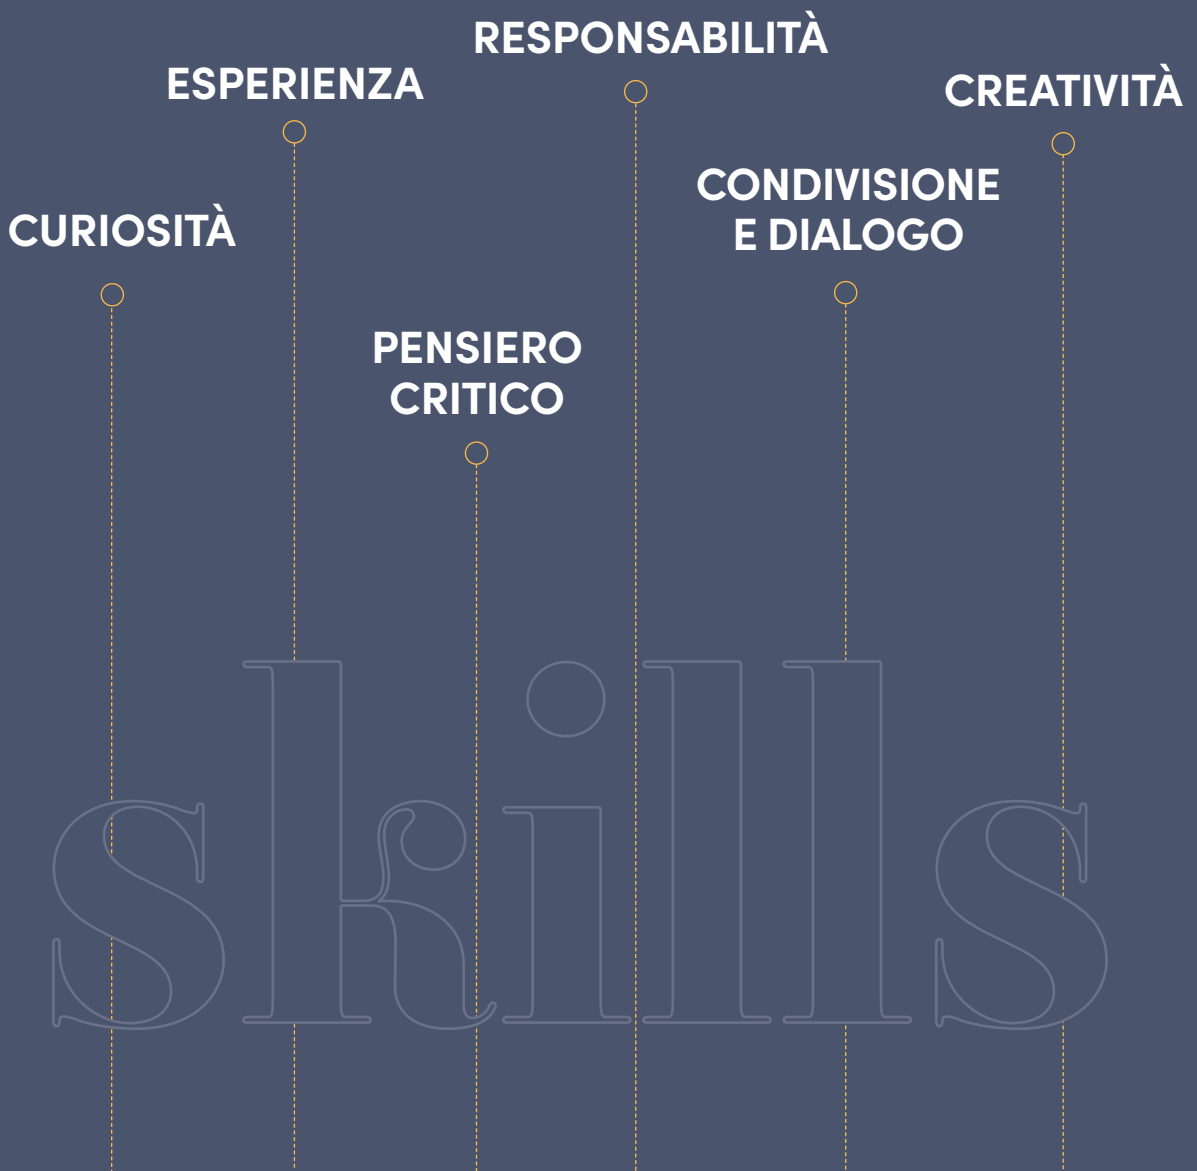 RESPONSABILITÀ
ESPERIENZA
CREATIVITÀ
CONDIVISIONE
E DIALOGO
CURIOSITÀ
PENSIERO
CRITICO
skills